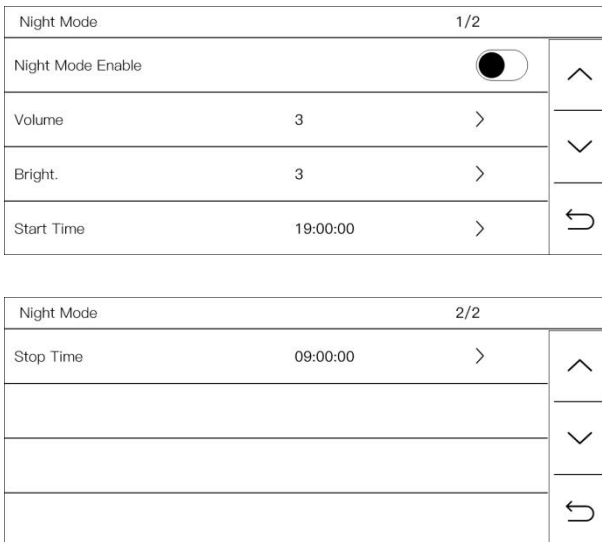 Night Mode 1/2
Night Mode Enable
Volume 3
Bright. 3
Start Time 19:00:00
Night Mode 2/2
Stop Time 09:00:00